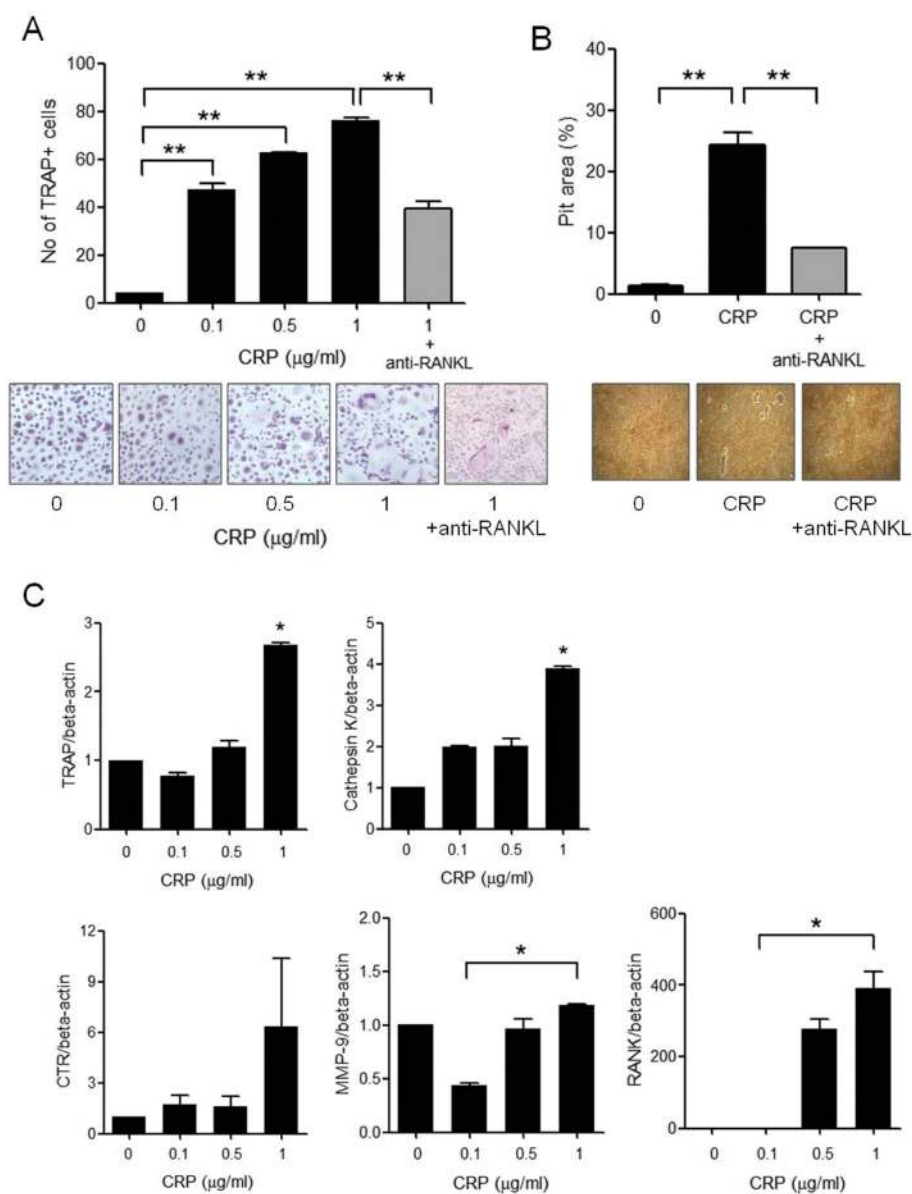 A
No of TRAP+ cells
100
80
60
40
20
0
**
**
**
**
0 0.1 0.5 1 1
+
anti-RANKL
CRP (μg/ml)
0 0.1 0.5 1 1
+anti-RANKL
CRP (μg/ml)
B
Pit area (%)
40
30
20
10
0
** **
0 CRP CRP
+
anti-RANKL
0 CRP CRP
+anti-RANKL
C
TRAP/beta-actin
3
2
1
0
*
0 0.1 0.5 1
CRP (μg/ml)
Cathepsin K/beta-actin
5
4
3
2
1
0
*
0 0.1 0.5 1
CRP (μg/ml)
CTR/beta-actin
12
9
6
3
0
0 0.1 0.5 1
CRP (μg/ml)
MMP-9/beta-actin
2.0
1.5
1.0
0.5
0
*
0 0.1 0.5 1
CRP (μg/ml)
RANK/beta-actin
600
400
200
0
*
0 0.1 0.5 1
CRP (μg/ml)